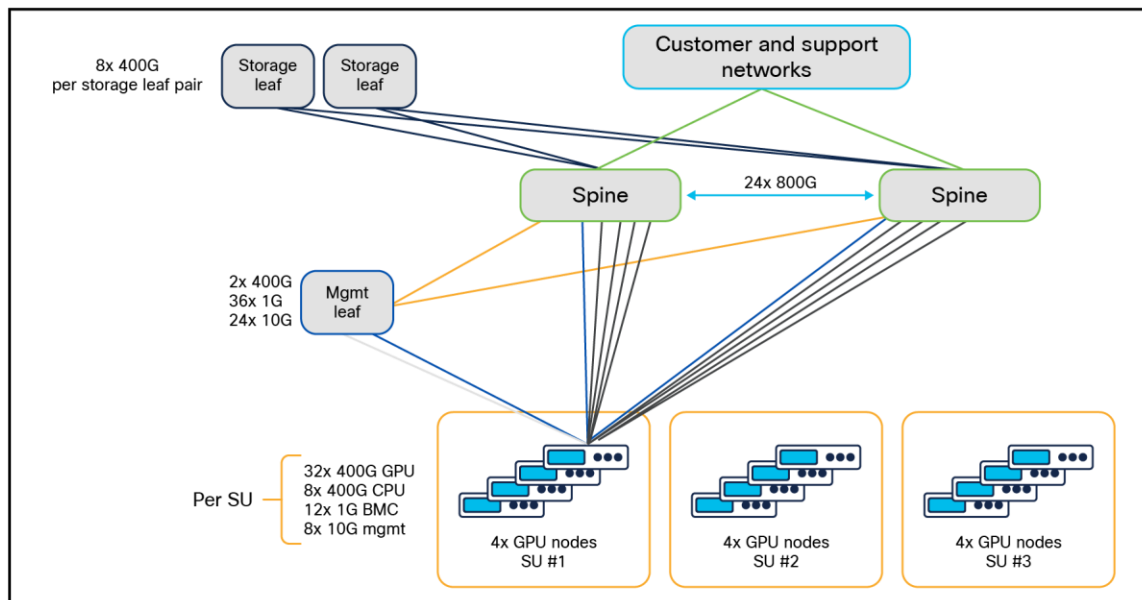 8x 400G
per storage leaf pair
Storage
leaf
Storage
leaf
Customer and support
networks
Spine
24x 800G
Spine
2x 400G
36x 1G
24x 10G
Mgmt
leaf
Per SU
32x 400G GPU
8x 400G CPU
12x 1G BMC
8x 10G mgmt
4x GPU nodes
SU #1
4x GPU nodes
SU #2
4x GPU nodes
SU #3